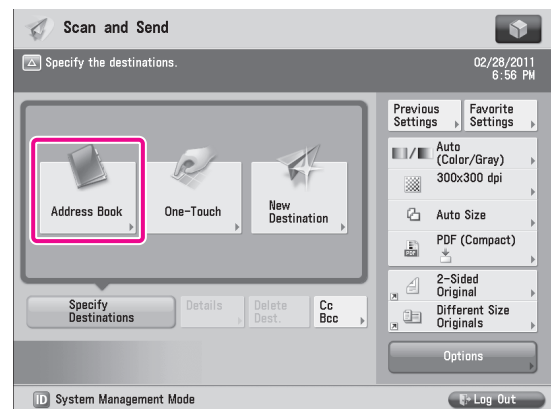 Scan and Send
Specify the destinations.
02/28/2011
6:56 PM
Previous
Settings
Favorite
Settings
Address Book
One-Touch
New
Destination
Auto
(Color/Gray)
300x300 dpi
Auto Size
PDF (Compact)
2-Sided
Original
Different Size
Originals
Specify
Destinations
Details
Delete
Dest.
Cc
Bcc
Options
ID System Management Mode
Log Out